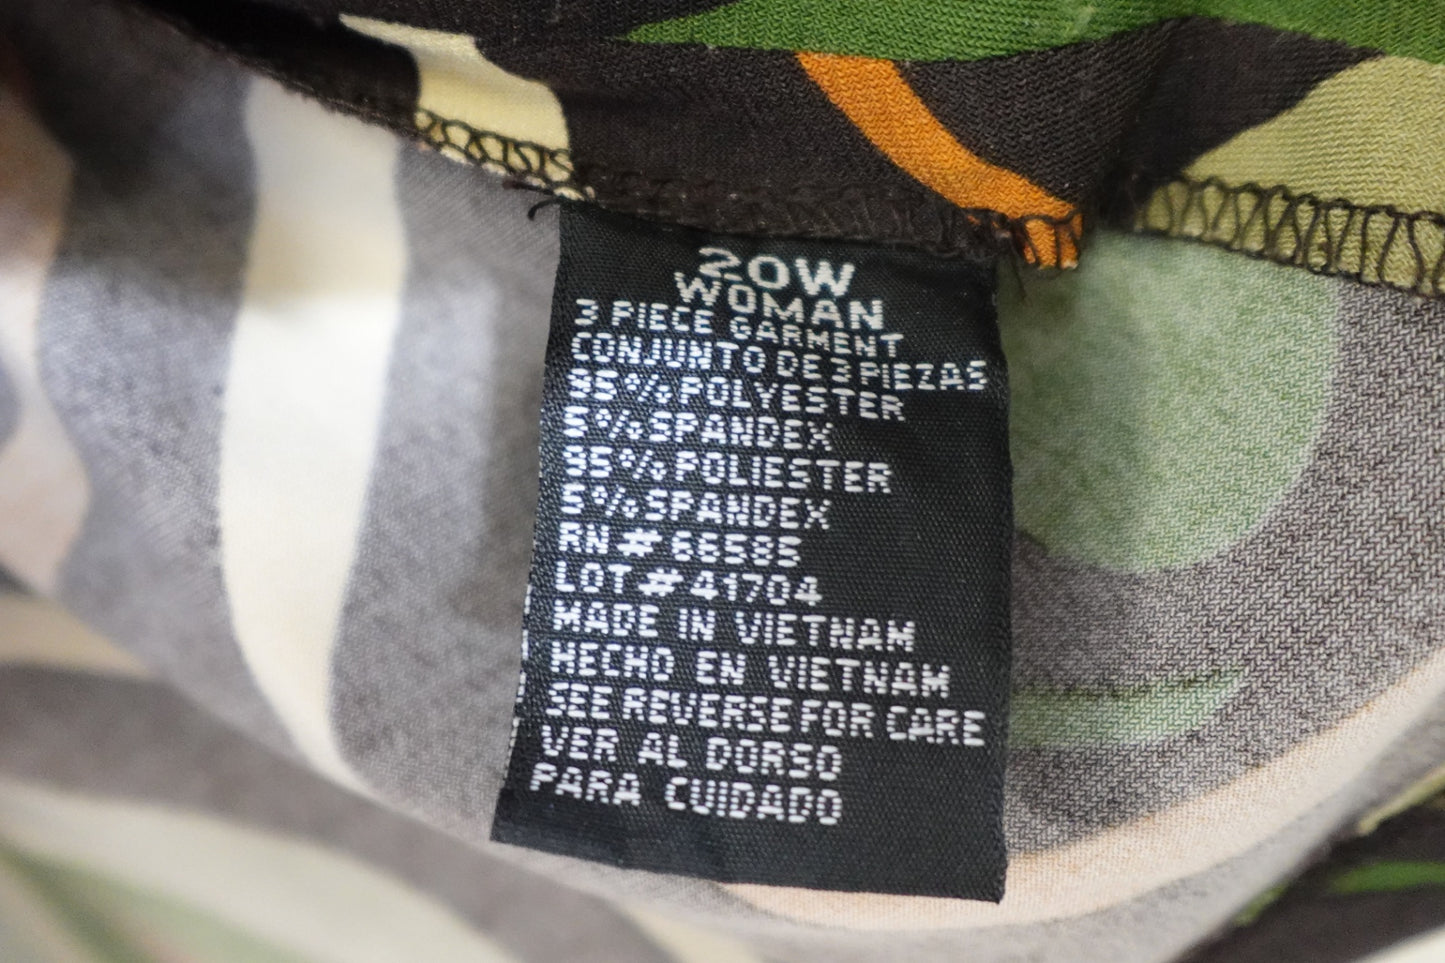 20W
WOMAN
3 PIECE GARMENT
CONJUNTO DE 3 PIEZAS
95%POLYESTER
5%SPANDEX
95%POLIESTER
5%SPANDEX
RN#66585
LOT#41704
MADE IN VIETNAM
HECHO EN VIETNAM
SEE REVERSE FOR CARE
VER AL DORSO
PARA CUIDADO